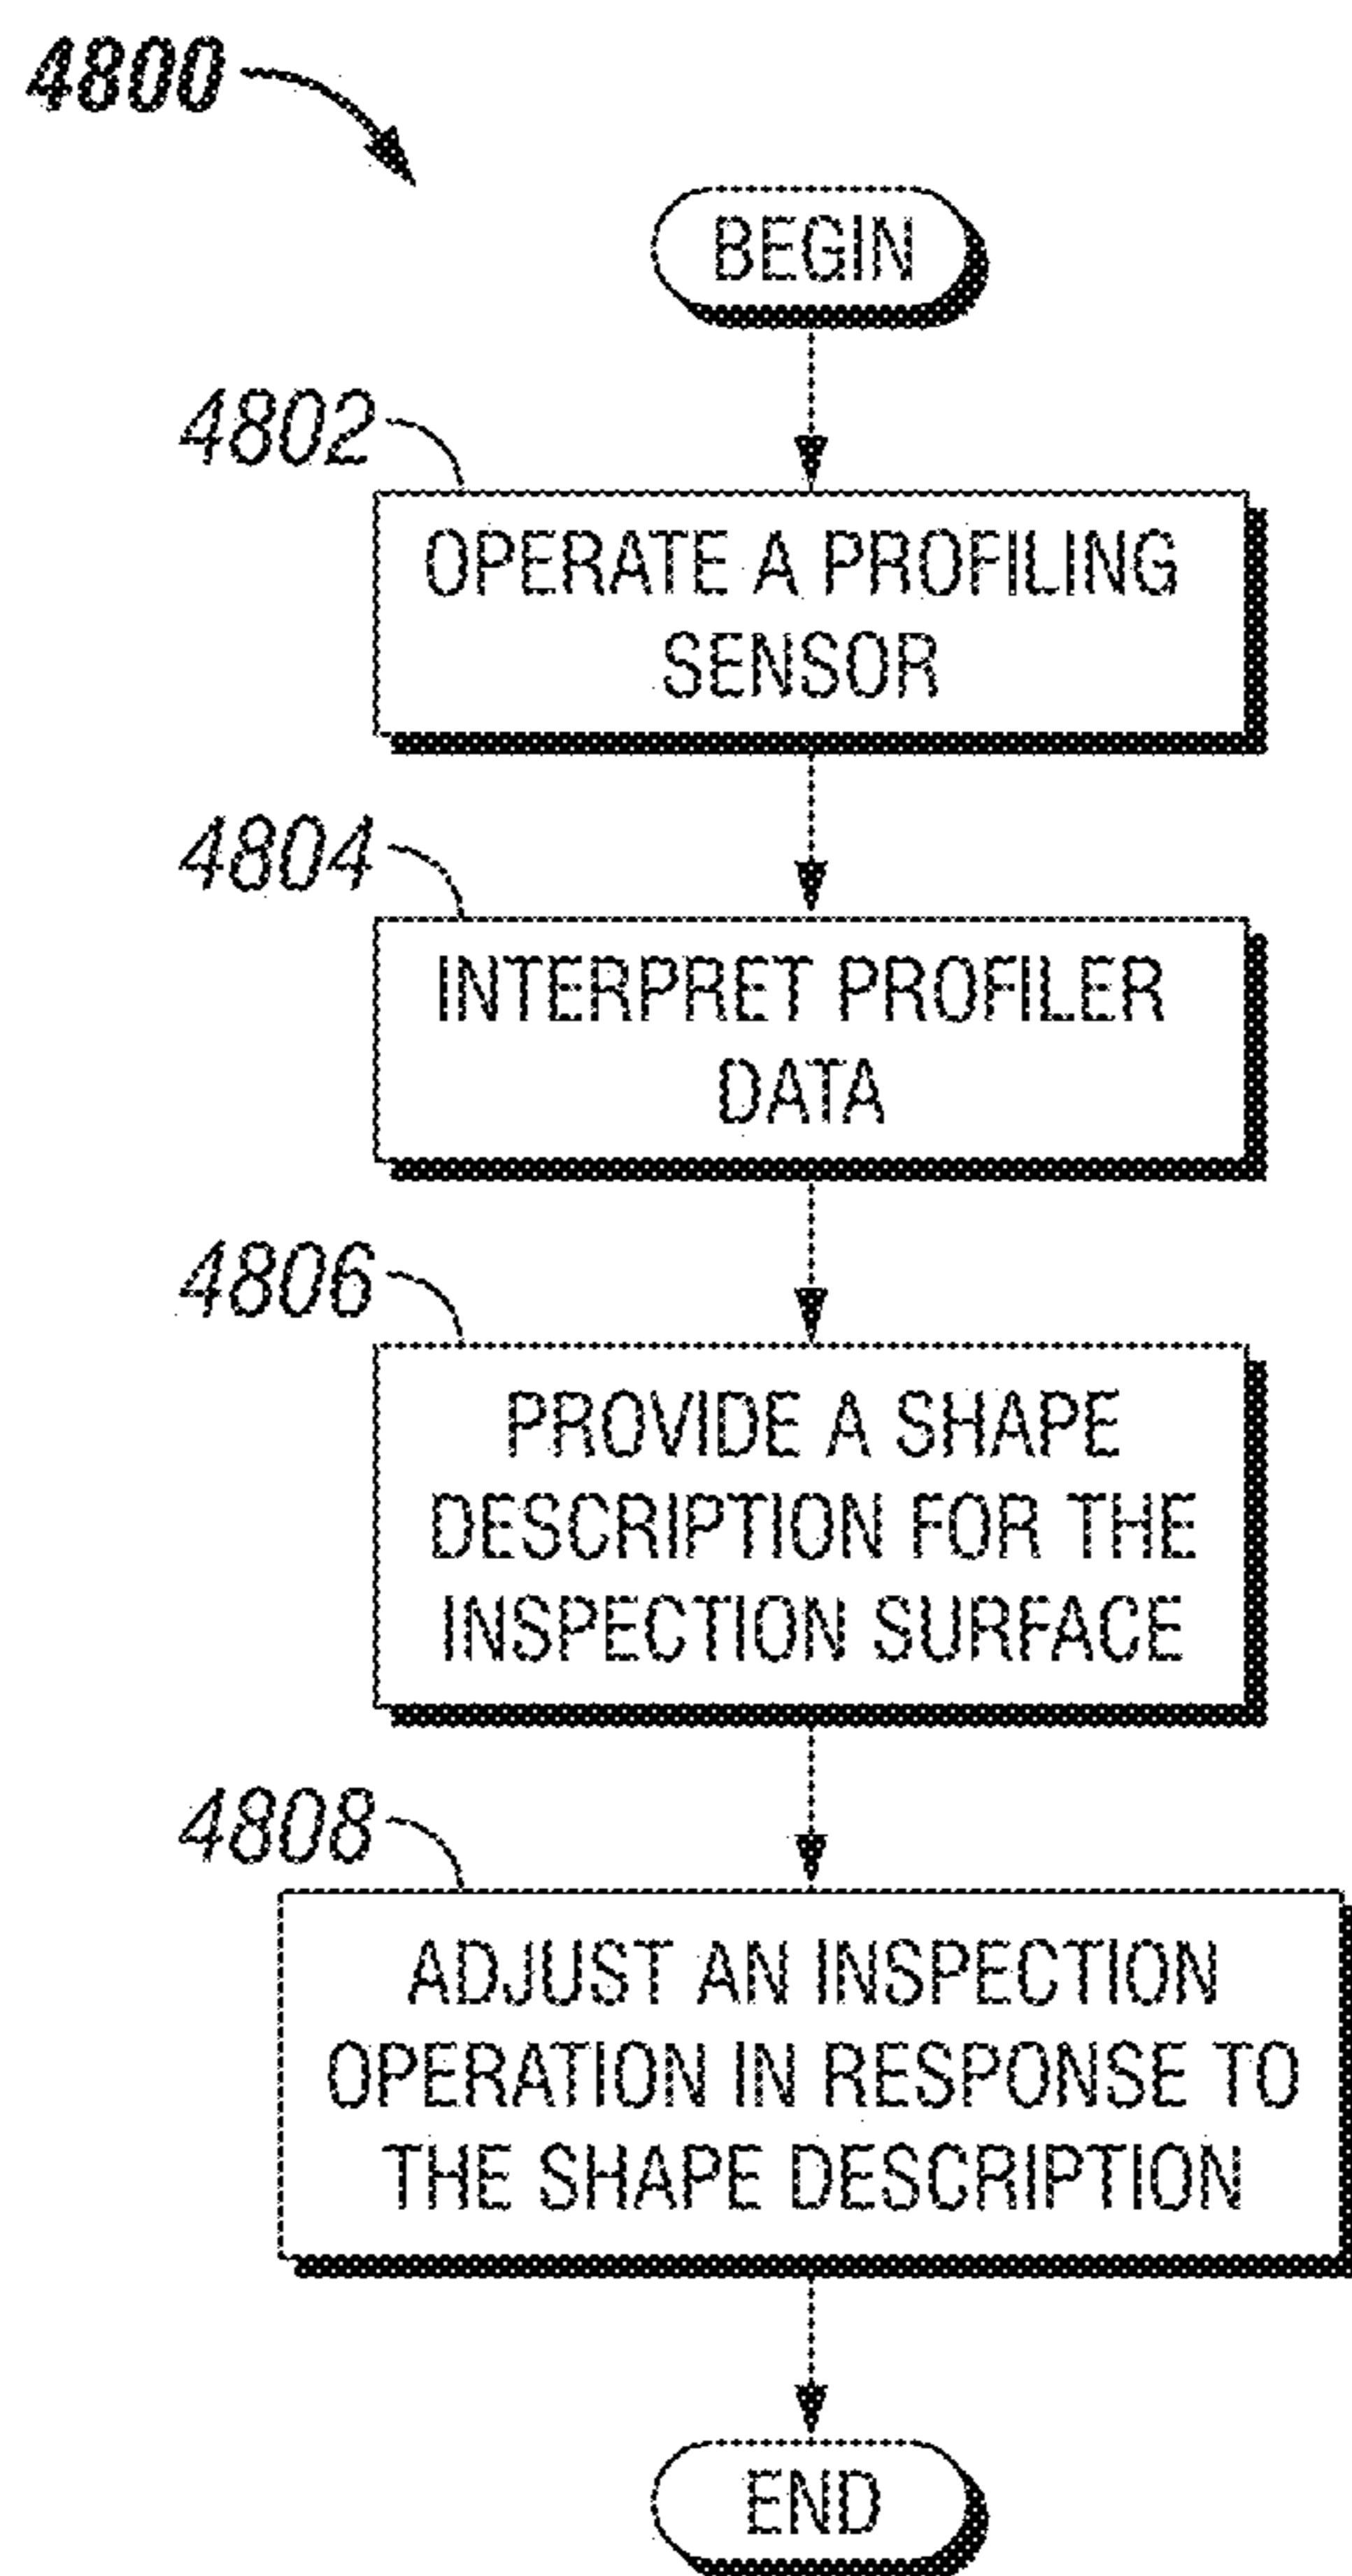 4800
BEGIN
4802
OPERATE A PROFILING
SENSOR
4804
INTERPRET PROFILER
DATA
4806
PROVIDE A SHAPE
DESCRIPTION FOR THE
INSPECTION SURFACE
4808
ADJUST AN INSPECTION
OPERATION IN RESPONSE TO
THE SHAPE DESCRIPTION
END